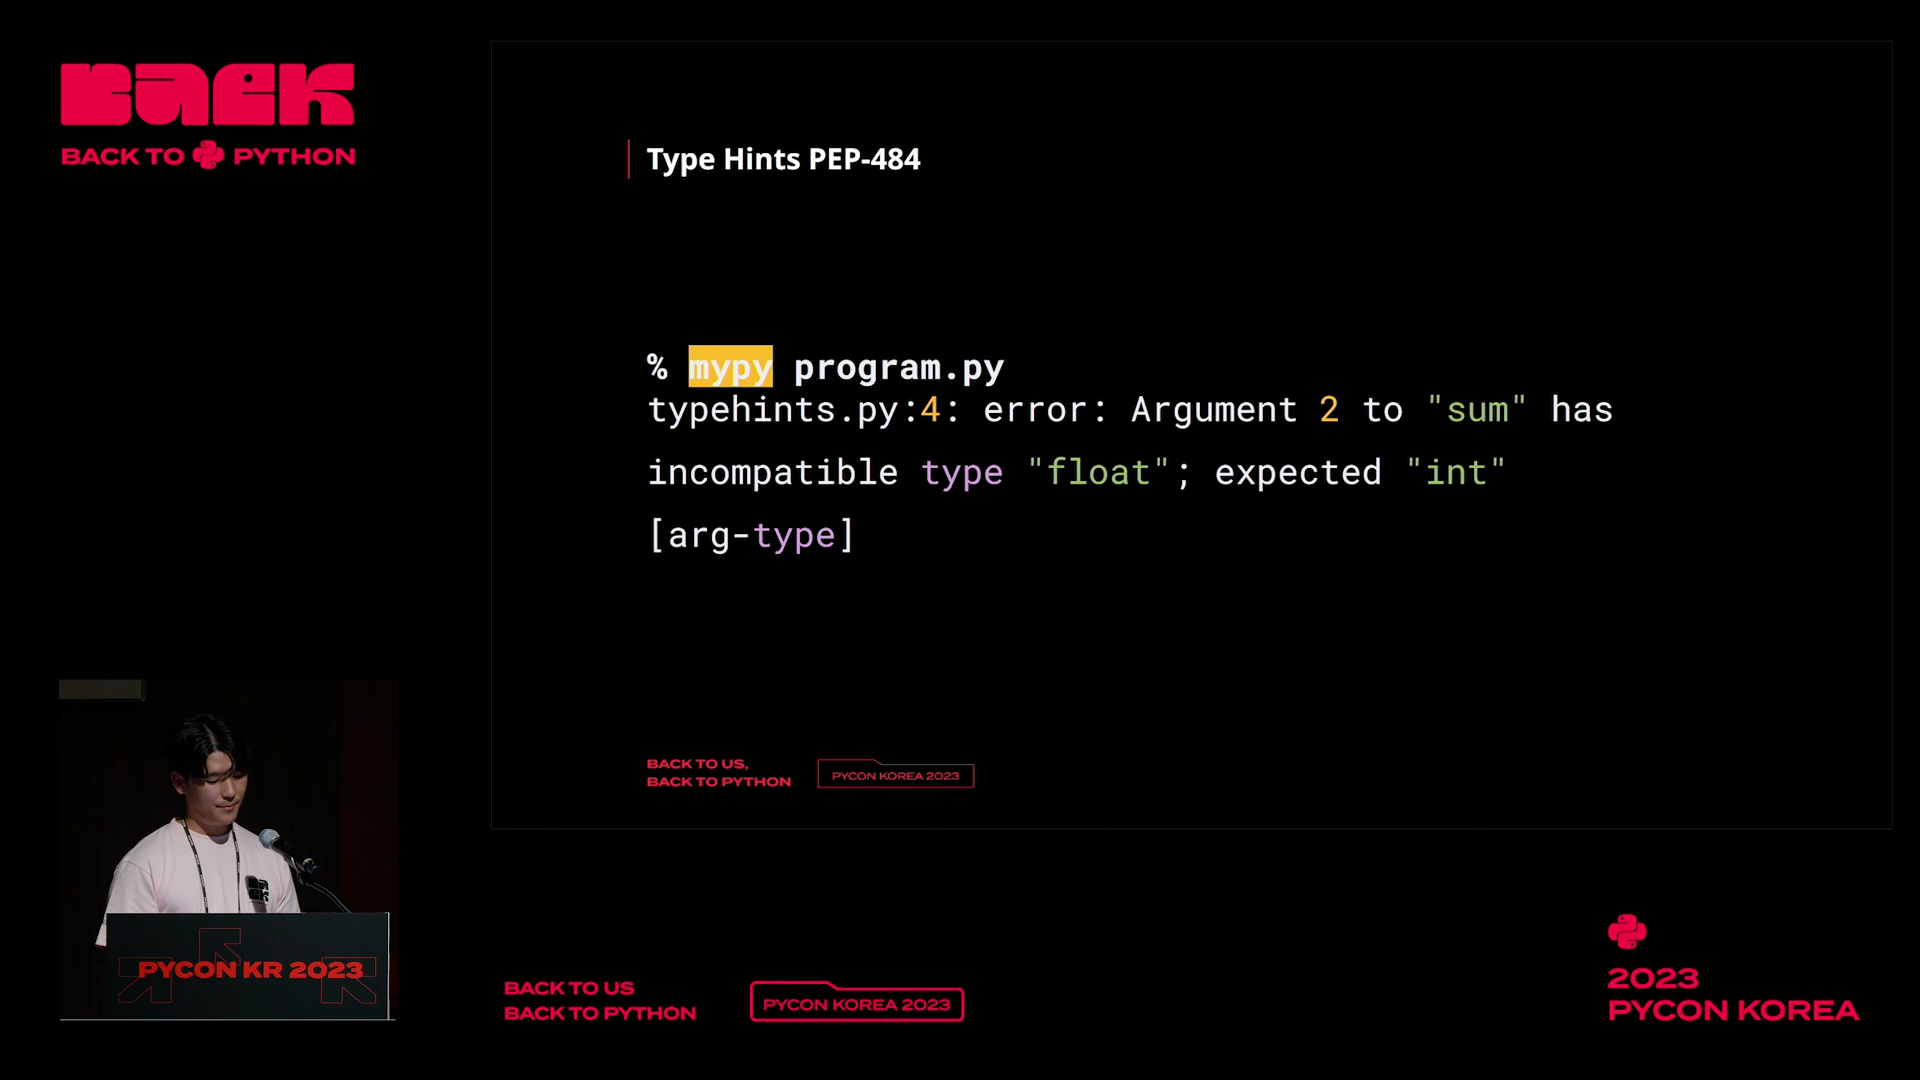 BACK
BACK TO PYTHON
Type Hints PEP-484
% mypy program.py
typehints.py:4: error: Argument 2 to "sum" has
incompatible type "float"; expected "int"
[arg-type]
BACK TO US,
BACK TO PYTHON
PYCON KOREA 2023
PYCON KR 2023
BACK TO US
BACK TO PYTHON
PYCON KOREA 2023
2023
PYCON KOREA